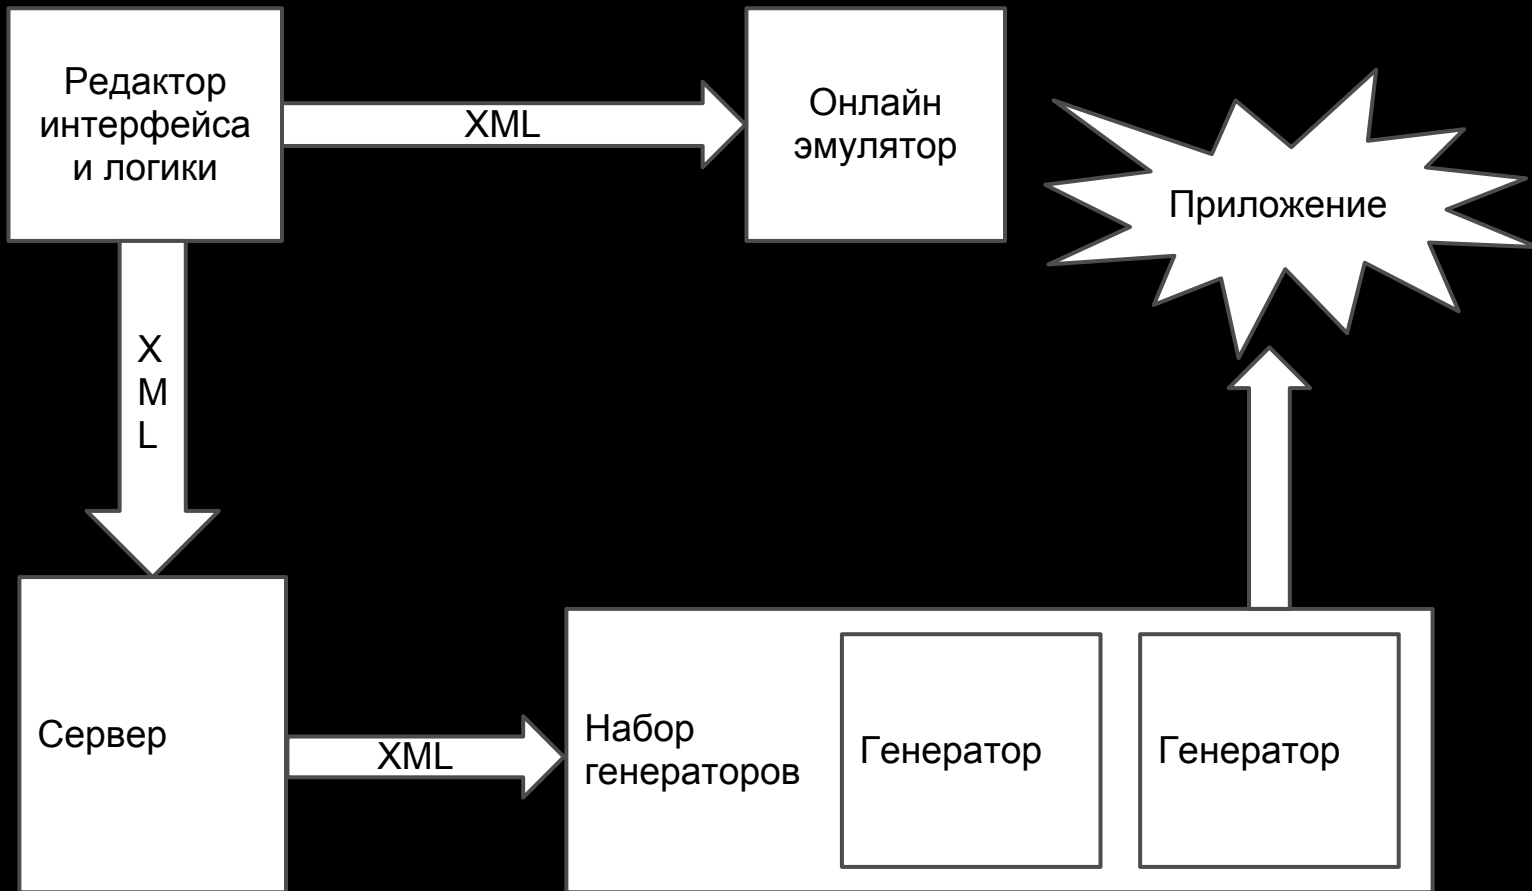 Редактор
интерфейса
и логики
XML
Онлайн
эмулятор
Приложение
X
M
L
Сервер
XML
Набор
генераторов
Генератор
Генератор